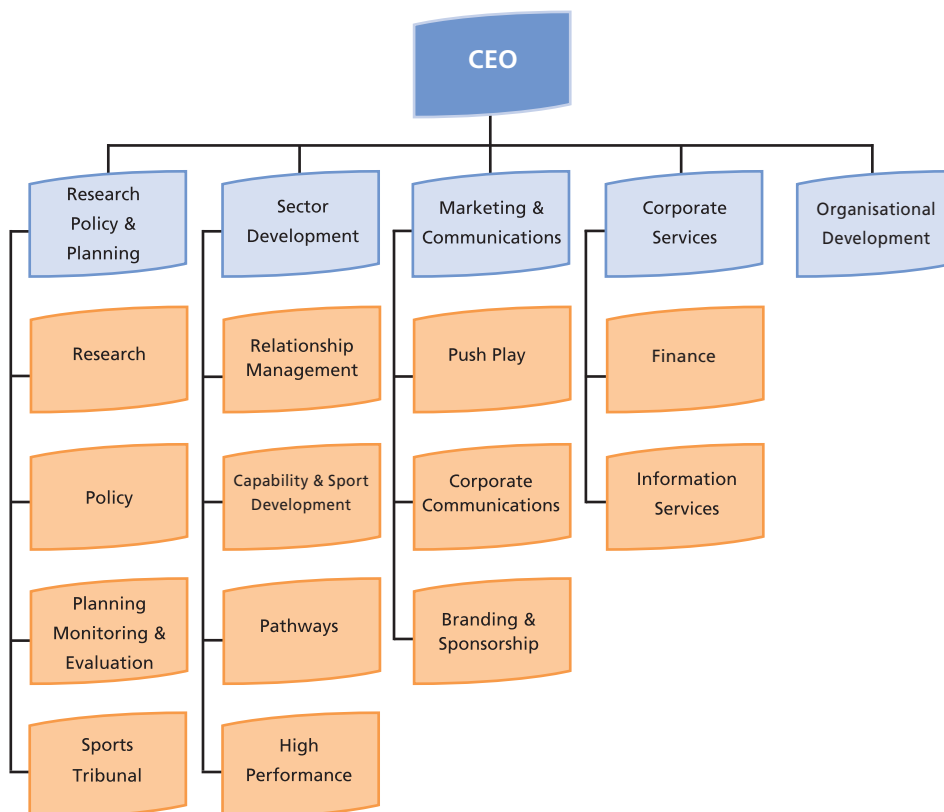 CEO
Research
Policy &
Planning
Sector
Development
Marketing &
Communications
Corporate
Services
Organisational
Development
Research
Relationship
Management
Push Play
Finance
Policy
Capability & Sport
Development
Corporate
Communications
Information
Services
Planning
Monitoring &
Evaluation
Pathways
Branding &
Sponsorship
Sports
Tribunal
High
Performance